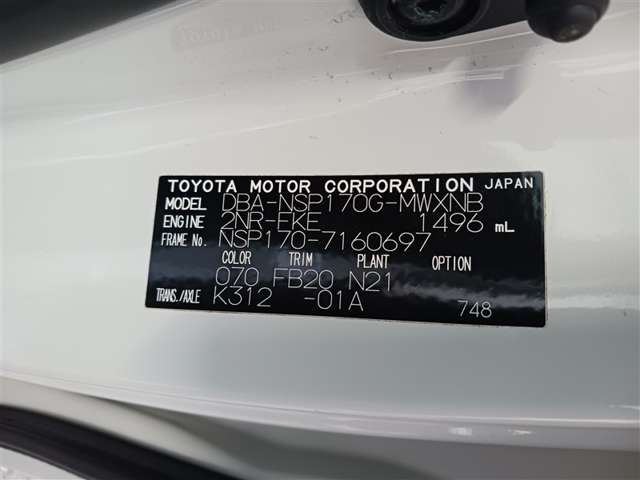 TOYOTA MOTOR CORPORATION JAPAN
MODEL DBA-NSP170G-MWXNB
ENGINE 2NR-FKE 1496 mL
FRAME No. NSP170-7160697
COLOR TRIM PLANT OPTION
070 FB20 N21
TRANS./AXLE K312 -01A 748